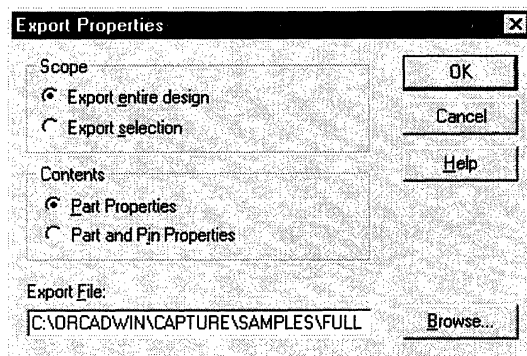 Export Properties
Scope
Export entire design
Export selection
OK
Cancel
Help
Contents
Part Properties
Part and Pin Properties
Export File:
C:\ORCADWIN\CAPTURE\SAMPLES\FULL
Browse...